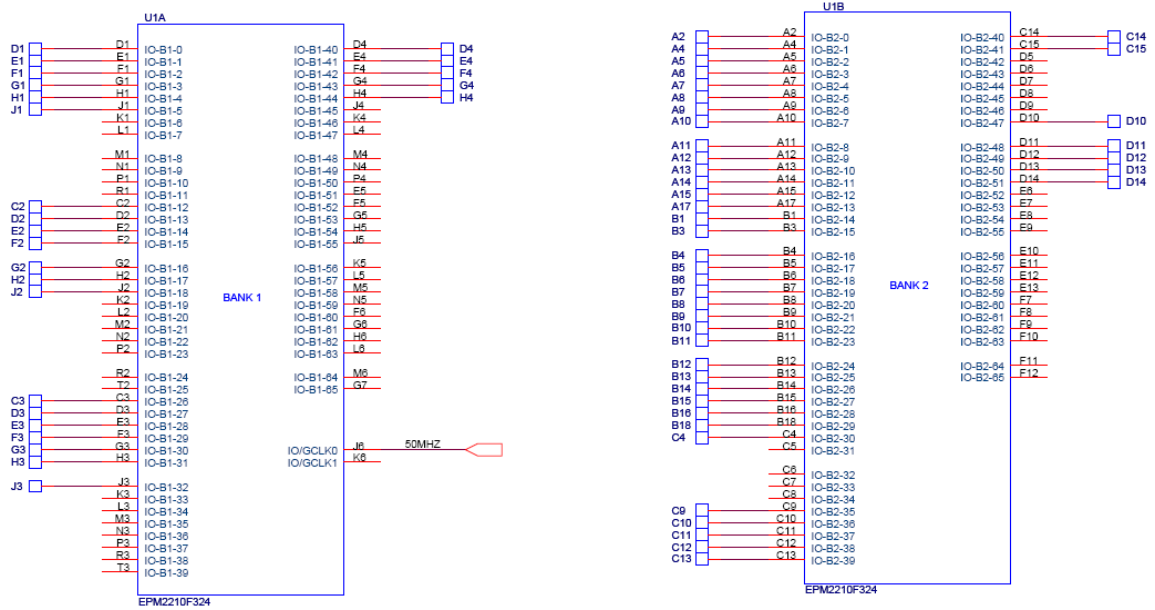 U1A
D1 D1 IO-B1-0 IO-B1-40 D4 D4
E1 E1 IO-B1-1 IO-B1-41 E4 E4
F1 F1 IO-B1-2 IO-B1-42 F4 F4
G1 G1 IO-B1-3 IO-B1-43 G4 G4
H1 H1 IO-B1-4 IO-B1-44 H4 H4
J1 J1 IO-B1-5 IO-B1-45 J4
K1 IO-B1-6 IO-B1-46 K4
L1 IO-B1-7 IO-B1-47 L4
M1 IO-B1-8 IO-B1-48 M4
N1 IO-B1-9 IO-B1-49 N4
P1 IO-B1-10 IO-B1-50 P4
R1 IO-B1-11 IO-B1-51 E5
C2 C2 IO-B1-12 IO-B1-52 F5
D2 D2 IO-B1-13 IO-B1-53 G5
E2 E2 IO-B1-14 IO-B1-54 H5
F2 F2 IO-B1-15 IO-B1-55 J5
G2 G2 IO-B1-16 IO-B1-56 K5
H2 H2 IO-B1-17 IO-B1-57 L5
J2 J2 IO-B1-18 IO-B1-58 M5
BANK 1
K2 IO-B1-19 IO-B1-59 N5
L2 IO-B1-20 IO-B1-60 F6
M2 IO-B1-21 IO-B1-61 G6
N2 IO-B1-22 IO-B1-62 H6
P2 IO-B1-23 IO-B1-63 L6
R2 IO-B1-24 IO-B1-64 M6
T2 IO-B1-25 IO-B1-65 G7
C3 C3 IO-B1-26
D3 D3 IO-B1-27
E3 E3 IO-B1-28
F3 F3 IO-B1-29
G3 G3 IO-B1-30 IO/GCLK0 J6 50MHZ
H3 H3 IO-B1-31 IO/GCLK1 K6
J3 J3 IO-B1-32
K3 IO-B1-33
L3 IO-B1-34
M3 IO-B1-35
N3 IO-B1-36
P3 IO-B1-37
R3 IO-B1-38
T3 IO-B1-39
EPM2210F324
U1B
A2 A2 IO-B2-0 IO-B2-40 C14 C14
A4 A4 IO-B2-1 IO-B2-41 C15 C15
A5 A5 IO-B2-2 IO-B2-42 D5
A6 A6 IO-B2-3 IO-B2-43 D6
A7 A7 IO-B2-4 IO-B2-44 D7
A8 A8 IO-B2-5 IO-B2-45 D8
A9 A9 IO-B2-6 IO-B2-46 D9
A10 A10 IO-B2-7 IO-B2-47 D10 D10
A11 A11 IO-B2-8 IO-B2-48 D11 D11
A12 A12 IO-B2-9 IO-B2-49 D12 D12
A13 A13 IO-B2-10 IO-B2-50 D13 D13
A14 A14 IO-B2-11 IO-B2-51 D14 D14
A15 A15 IO-B2-12 IO-B2-52 E6
A17 A17 IO-B2-13 IO-B2-53 E7
B1 B1 IO-B2-14 IO-B2-54 E8
B3 B3 IO-B2-15 IO-B2-55 E9
B4 B4 IO-B2-16 IO-B2-56 E10
B5 B5 IO-B2-17 IO-B2-57 E11
B6 B6 IO-B2-18 IO-B2-58 E12
BANK 2
B7 B7 IO-B2-19 IO-B2-59 E13
B8 B8 IO-B2-20 IO-B2-60 F7
B9 B9 IO-B2-21 IO-B2-61 F8
B10 B10 IO-B2-22 IO-B2-62 F9
B11 B11 IO-B2-23 IO-B2-63 F10
B12 B12 IO-B2-24 IO-B2-64 F11
B13 B13 IO-B2-25 IO-B2-65 F12
B14 B14 IO-B2-26
B15 B15 IO-B2-27
B16 B16 IO-B2-28
B18 B18 IO-B2-29
C4 C4 IO-B2-30
C5 IO-B2-31
C6 IO-B2-32
C7 IO-B2-33
C8 IO-B2-34
C9 C9 IO-B2-35
C10 C10 IO-B2-36
C11 C11 IO-B2-37
C12 C12 IO-B2-38
C13 C13 IO-B2-39
EPM2210F324